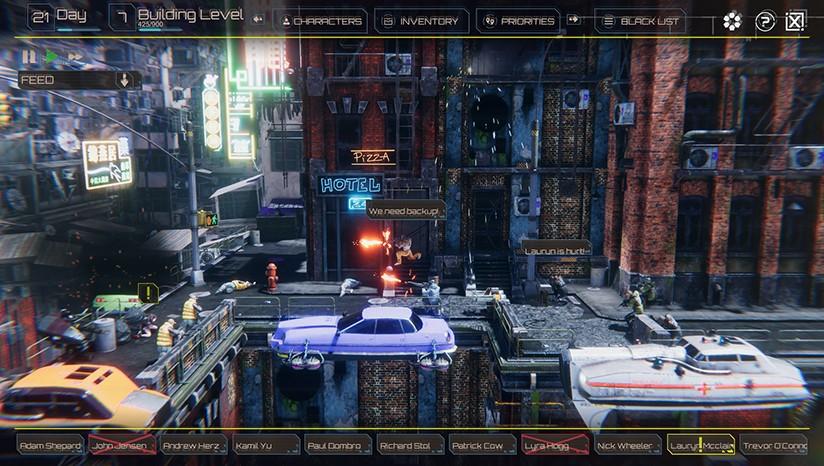 21 Day
7 Building Level
425/900
CHARACTERS
INVENTORY
PRIORITIES
BLACK LIST
FEED
PIZZA
HOTEL
We need backup!
Lauryn is hurt!
Adam Shepard
John Jensen
Andrew Herz
Kamil Yu
Paul Dombro
Richard Stol
Patrick Cow
Lyra Hogg
Nick Wheeler
Lauryn Mcclain
Trevor O'Conno